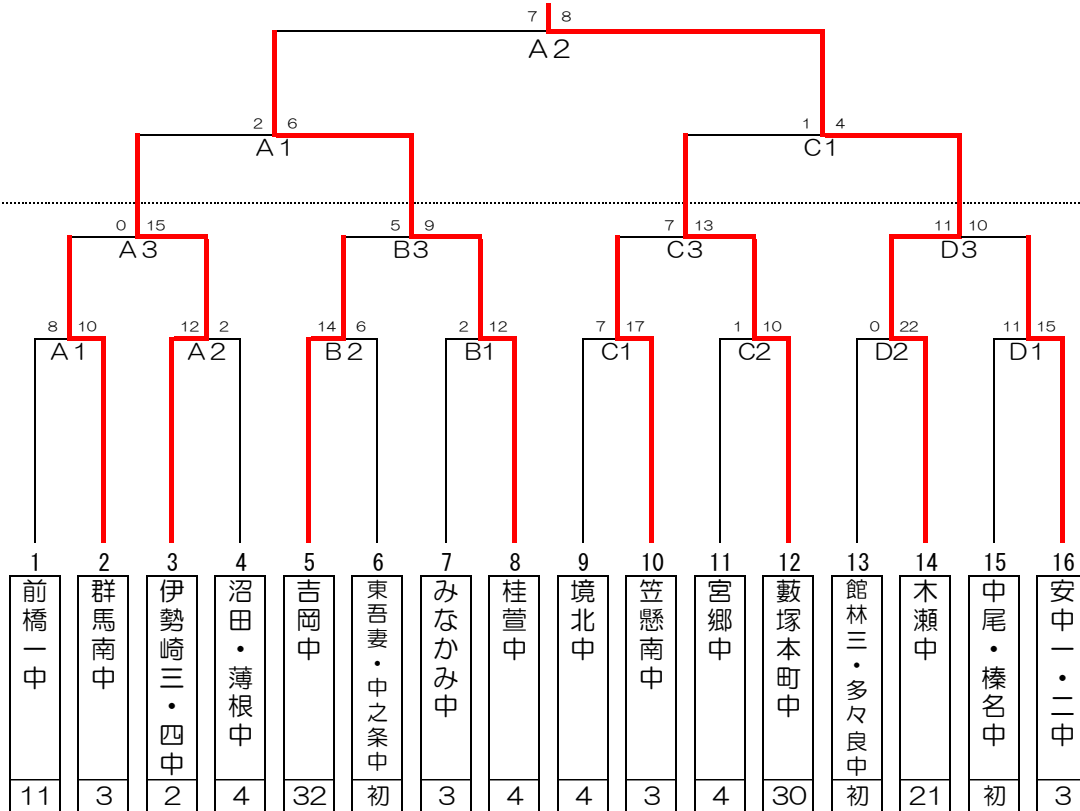 7 8
A2
2 6
A1
1 4
C1
0 15
A3
5 9
B3
7 13
C3
11 10
D3
8 10
A1
12 2
A2
14 6
B2
2 12
B1
7 17
C1
1 10
C2
0 22
D2
11 15
D1
1 2 3 4 5 6 7 8 9 10 11 12 13 14 15 16
前橋一中
群馬南中
伊勢崎三・四中
沼田・薄根中
吉岡中
東吾妻・中之条中
みなかみ中
桂萱中
境北中
笠懸南中
宮郷中
藪塚本町中
館林三・多々良中
木瀬中
中尾・榛名中
安中一・二中
11 3 2 4 32 初 3 4 4 3 4 30 初 21 初 3